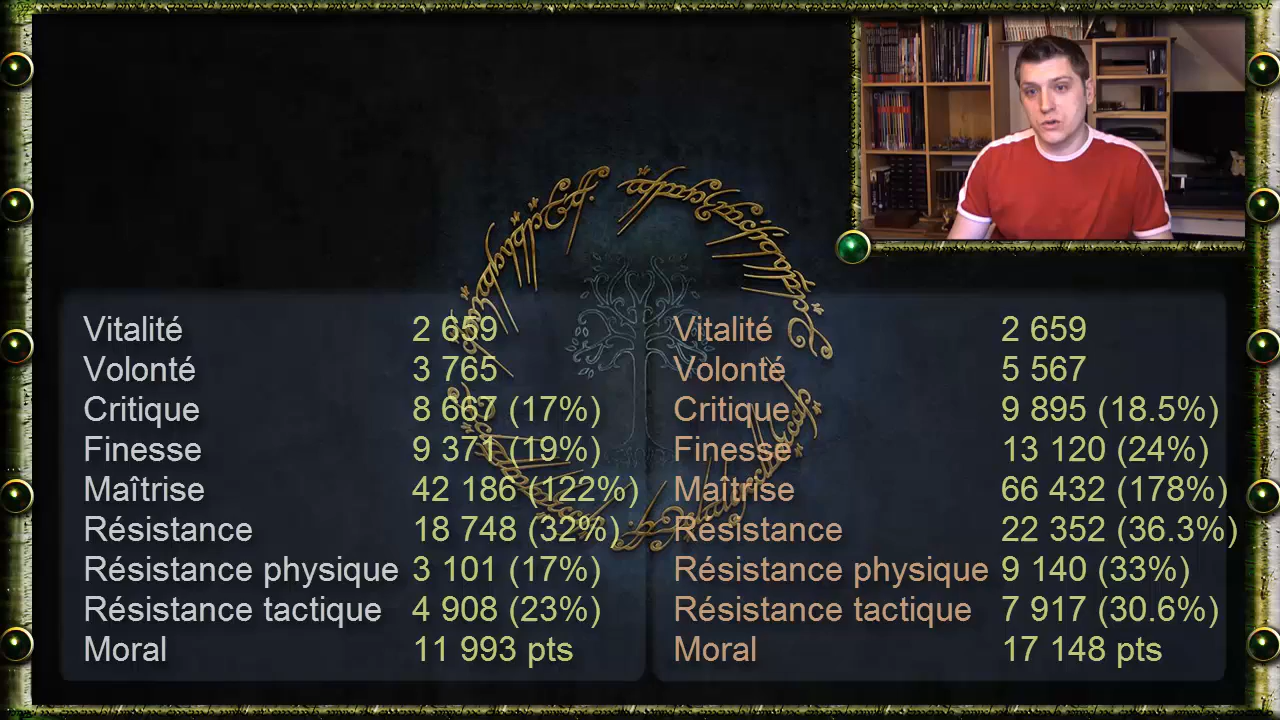 Vitalité 2 659
Volonté 3 765
Critique 8 667 (17%)
Finesse 9 371 (19%)
Maîtrise 42 186 (122%)
Résistance 18 748 (32%)
Résistance physique 3 101 (17%)
Résistance tactique 4 908 (23%)
Moral 11 993 pts
Vitalité 2 659
Volonté 5 567
Critique 9 895 (18.5%)
Finesse 13 120 (24%)
Maîtrise 66 432 (178%)
Résistance 22 352 (36.3%)
Résistance physique 9 140 (33%)
Résistance tactique 7 917 (30.6%)
Moral 17 148 pts